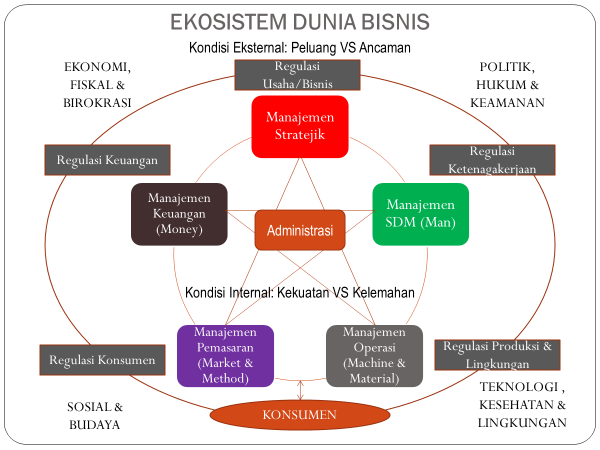 EKOSISTEM DUNIA BISNIS
Kondisi Eksternal: Peluang VS Ancaman
EKONOMI,
FISKAL &
BIROKRASI
Regulasi
Usaha/Bisnis
POLITIK,
HUKUM &
KEAMANAN
Manajemen
Stratejik
Regulasi Keuangan
Regulasi
Ketenagakerjaan
Manajemen
Keuangan
(Money)
Administrasi
Manajemen
SDM (Man)
Kondisi Internal: Kekuatan VS Kelemahan
Regulasi Konsumen
Manajemen
Pemasaran
(Market &
Method)
Manajemen
Operasi
(Machine &
Material)
Regulasi Produksi &
Lingkungan
SOSIAL &
BUDAYA
KONSUMEN
TEKNOLOGI ,
KESEHATAN &
LINGKUNGAN